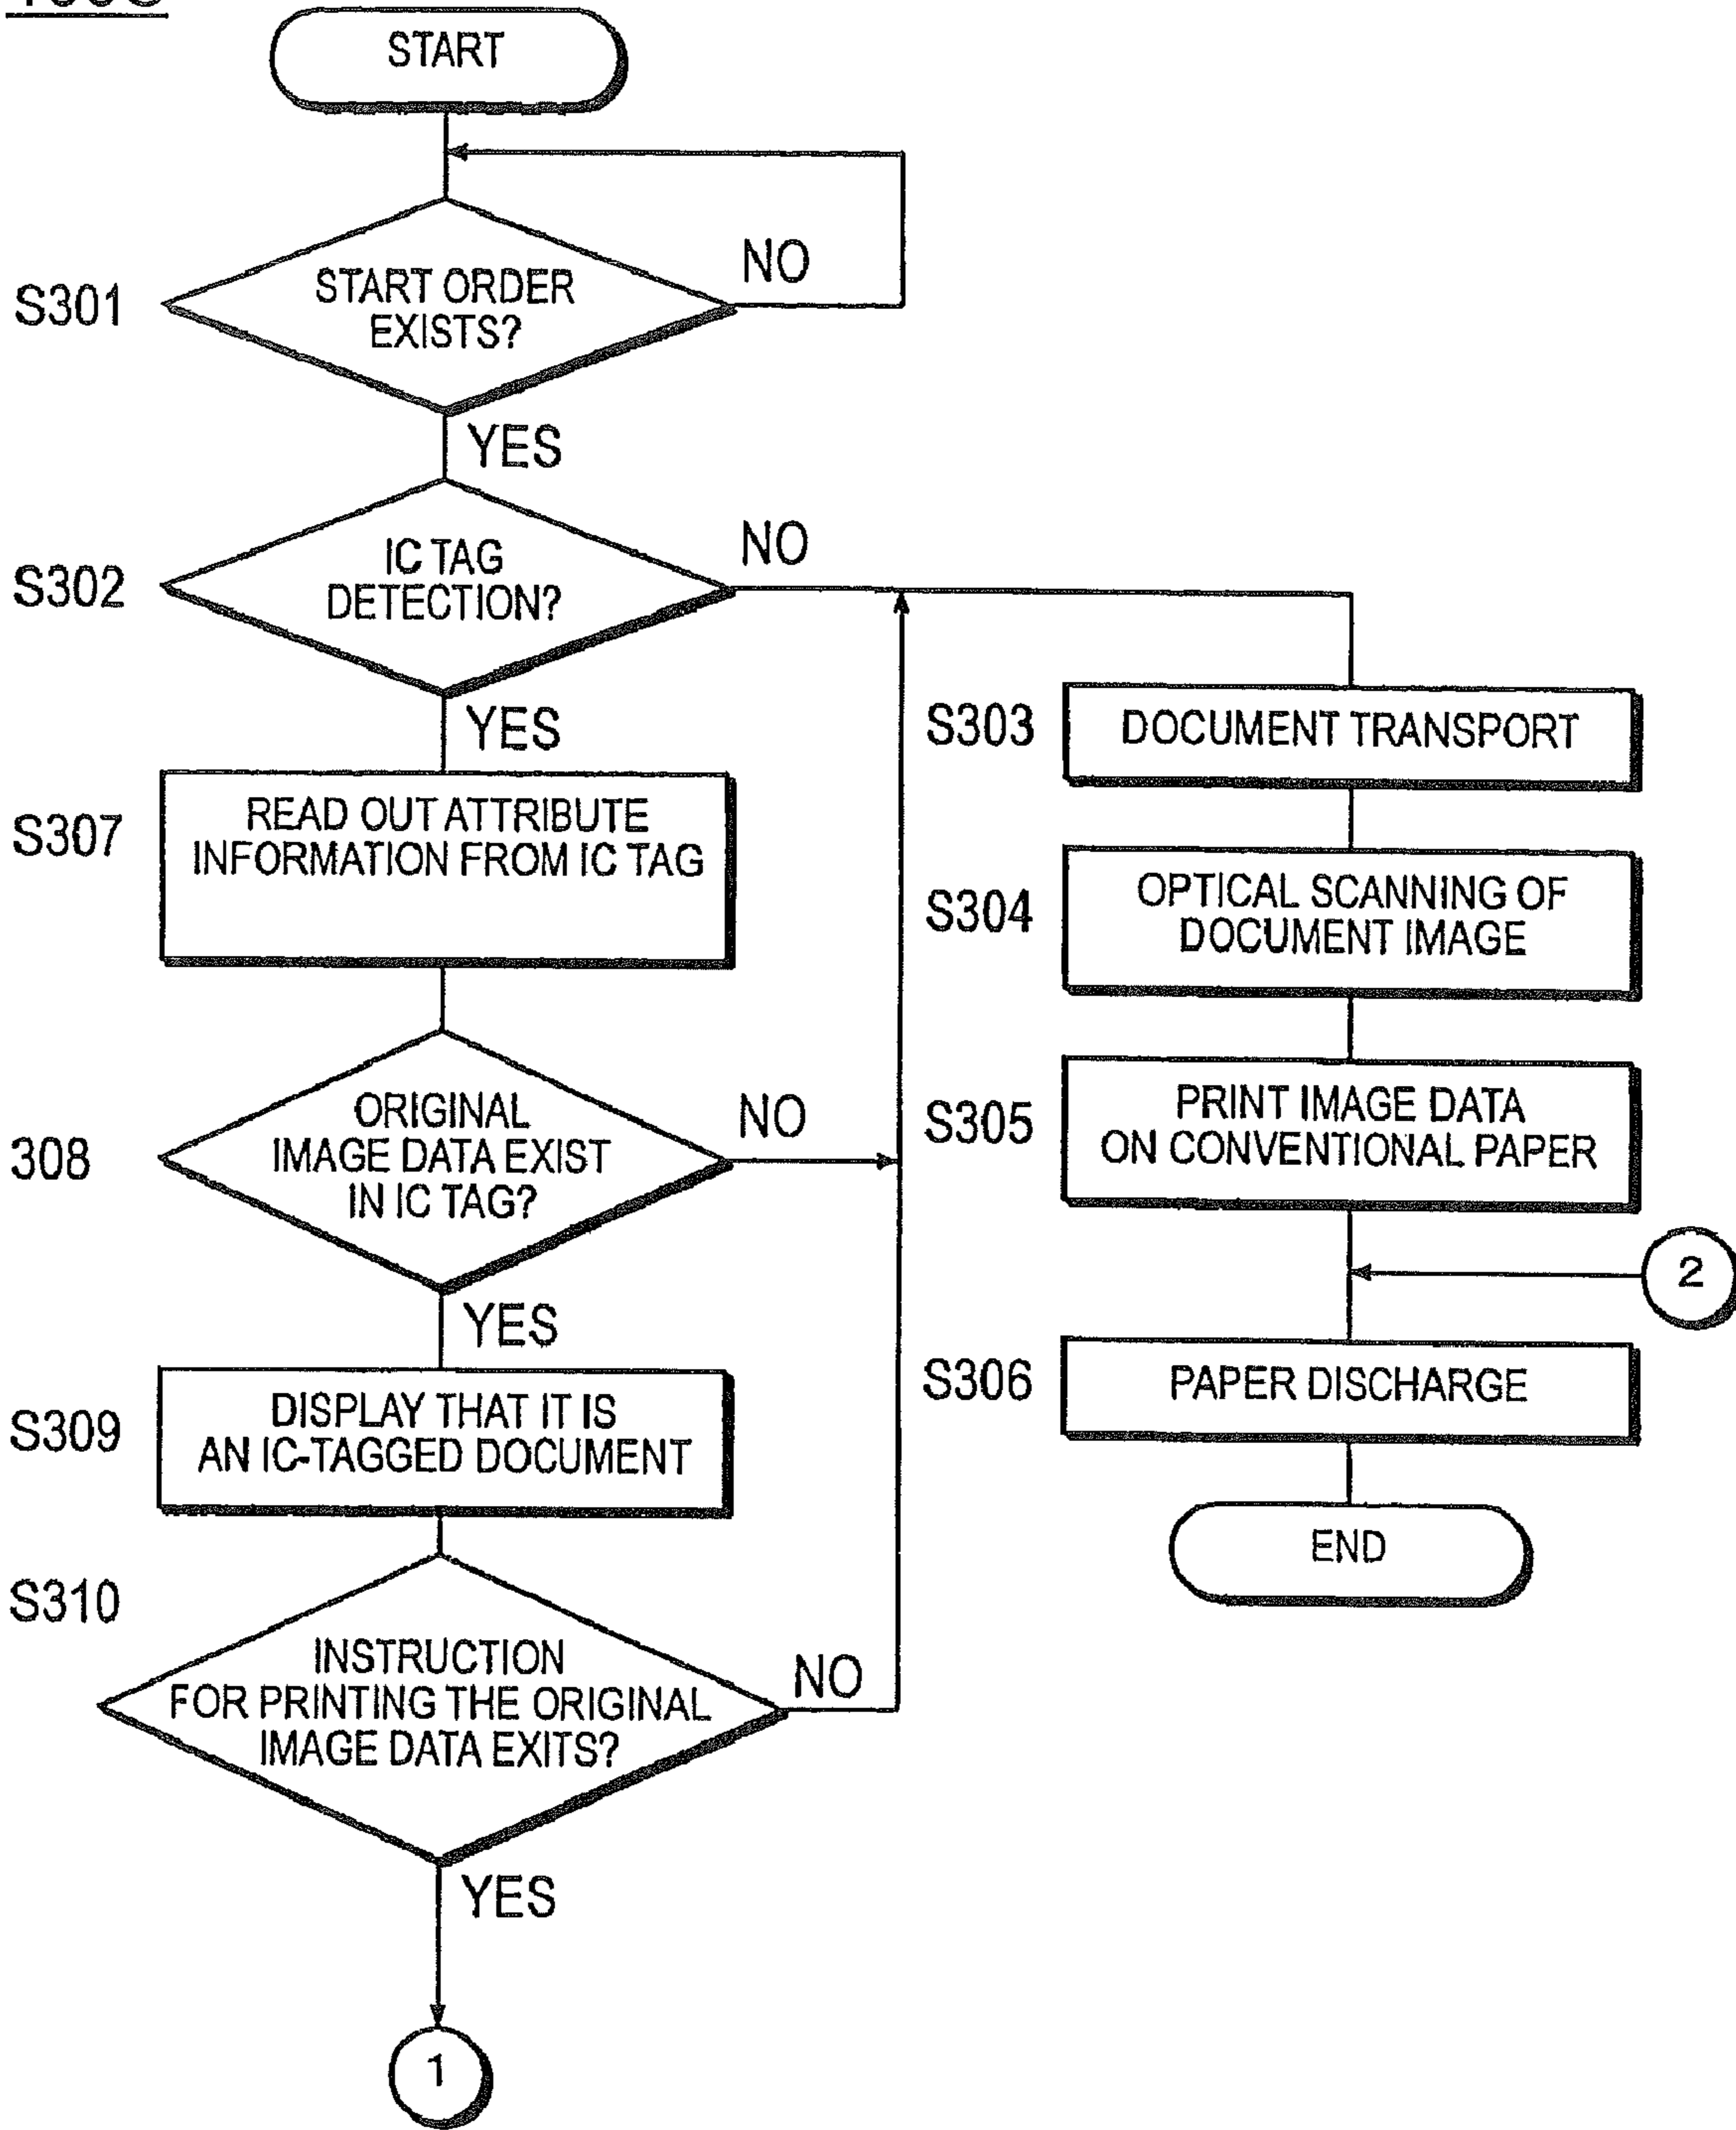 START
S301
START ORDER
EXISTS?
NO
YES
S302
IC TAG
DETECTION?
NO
YES
S307
READ OUT ATTRIBUTE
INFORMATION FROM IC TAG
308
ORIGINAL
IMAGE DATA EXIST
IN IC TAG?
NO
YES
S309
DISPLAY THAT IT IS
AN IC-TAGGED DOCUMENT
S310
INSTRUCTION
FOR PRINTING THE ORIGINAL
IMAGE DATA EXITS?
NO
YES
1
S303
DOCUMENT TRANSPORT
S304
OPTICAL SCANNING OF
DOCUMENT IMAGE
S305
PRINT IMAGE DATA
ON CONVENTIONAL PAPER
2
S306
PAPER DISCHARGE
END